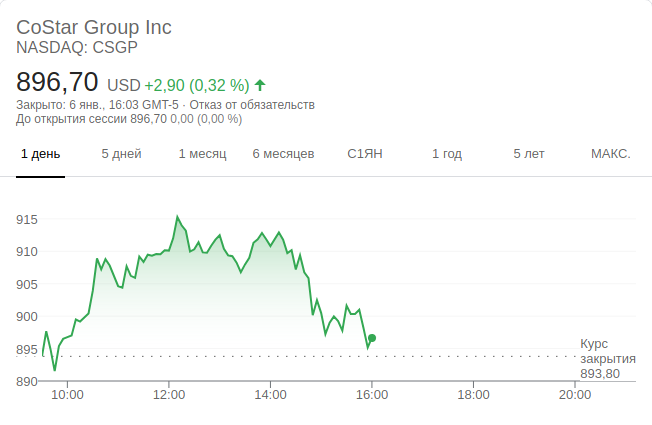 CoStar Group Inc
NASDAQ: CSGP
896,70 USD +2,90 (0,32 %)
Закрыто: 6 янв., 16:03 GMT-5 · Отказ от обязательств
До открытия сессии 896,70 0,00 (0,00 %)
1 день 5 дней 1 месяц 6 месяцев С1ЯН 1 год 5 лет МАКС.
915
910
905
900
895
890
Курс
закрытия
893,80
10:00 12:00 14:00 16:00 18:00 20:00